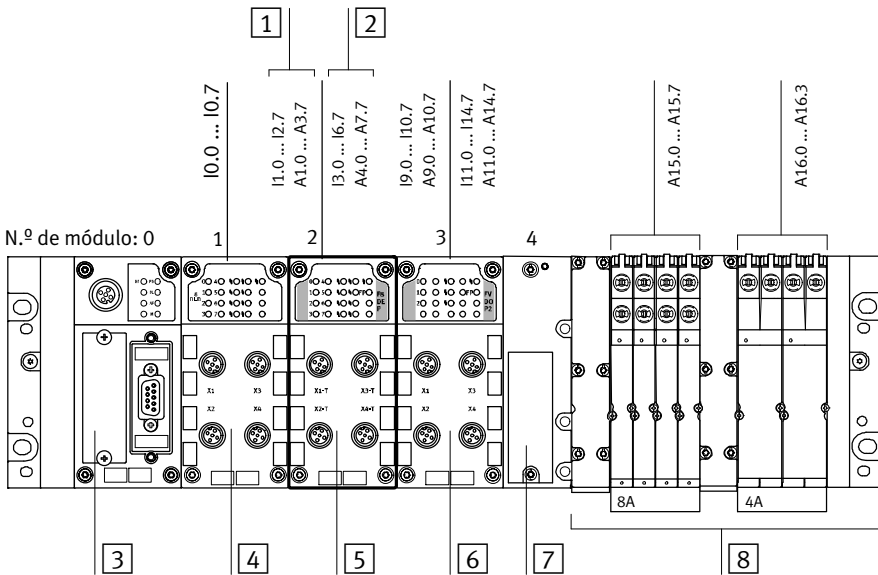 1
2
I0.0 ... I0.7
I1.0 ... I2.7
A1.0 ... A3.7
I3.0 ... I6.7
A4.0 ... A7.7
I9.0 ... I10.7
A9.0 ... A10.7
I11.0 ... I14.7
A11.0 ... A14.7
A15.0 ... A15.7
A16.0 ... A16.3
N.º de módulo: 0
1
2
3
4
X1
X3
X2
X4
X1-T
X3-T
X2-T
X4-T
X1
X3
X2
X4
8A
4A
3
4
5
6
7
8